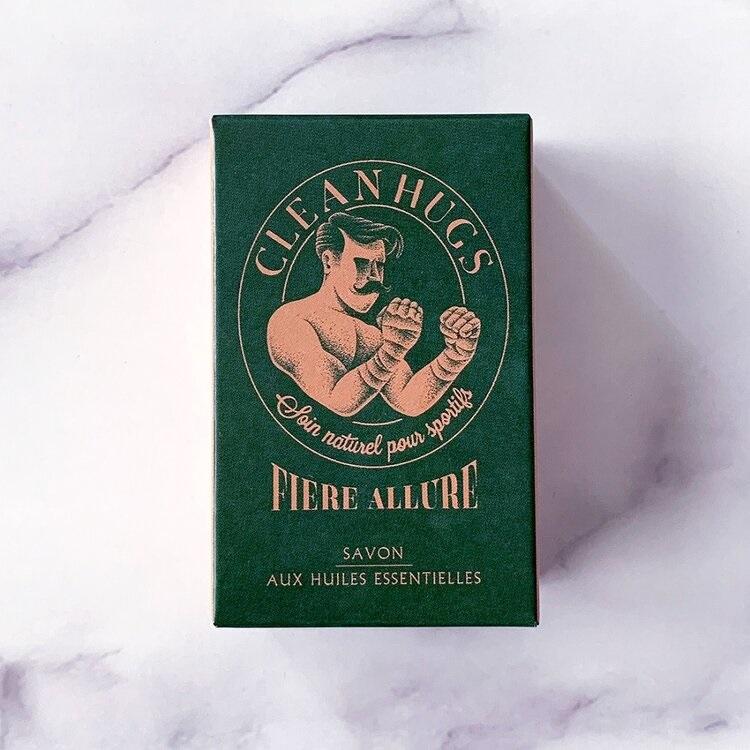 CLEAN HUGS
Soin naturel pour sportifs
FIERE ALLURE
SAVON
AUX HUILES ESSENTIELLES